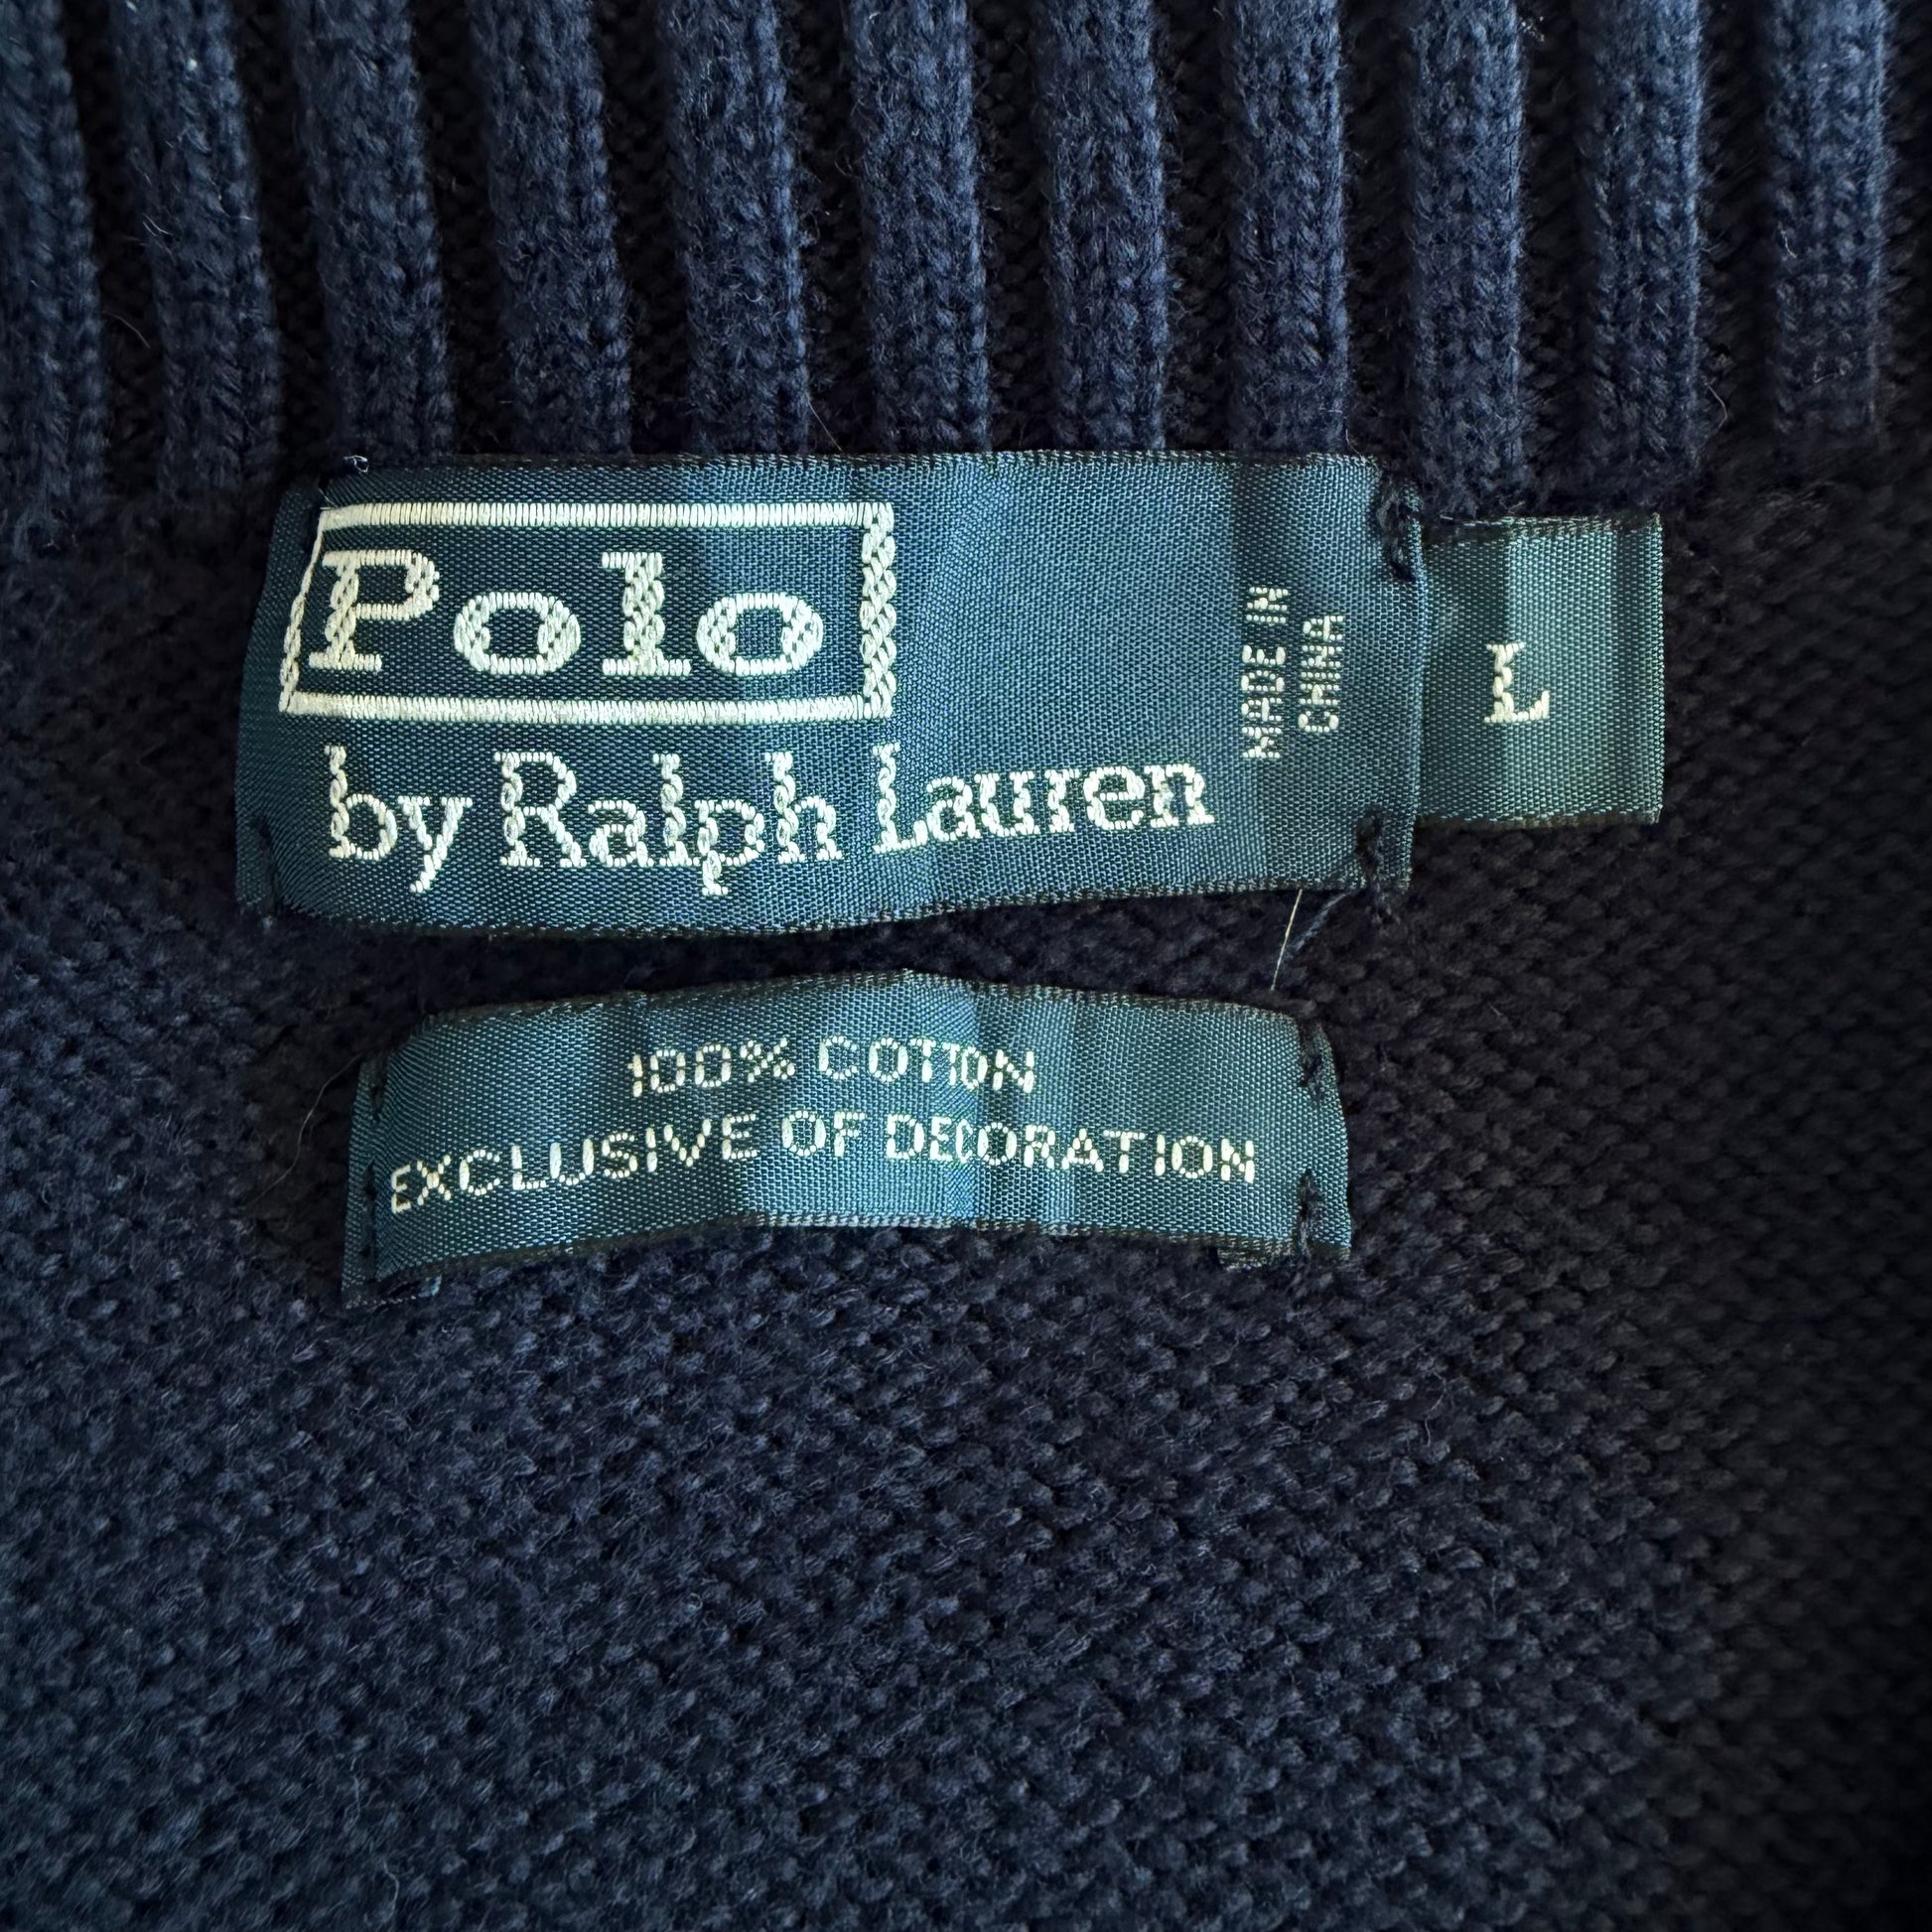 Polo
by Ralph Lauren
MADE IN
CHINA
L
100% COTTON
EXCLUSIVE OF DECORATION